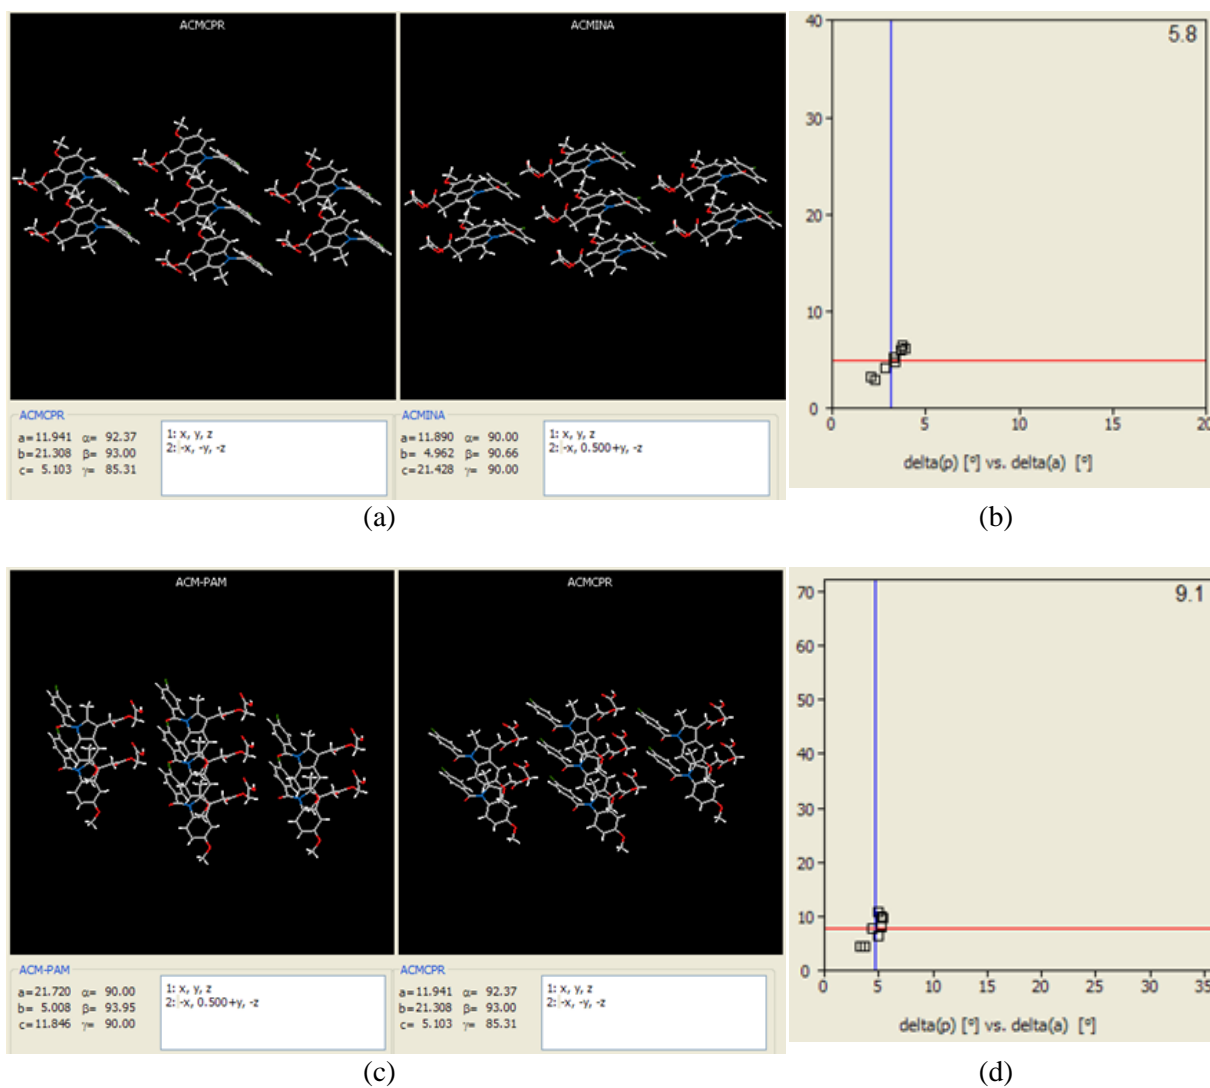 ACMCPR
ACMINA
ACMCPR
a=11.941 α= 92.37
b=21.308 β= 93.00
c= 5.103 γ= 85.31
1: x, y, z
2: -x, -y, -z
ACMINA
a=11.890 α= 90.00
b= 4.962 β= 90.66
c=21.428 γ= 90.00
1: x, y, z
2: -x, 0.500+y, -z
(a)
5.8
40
30
20
10
0
0 5 10 15 20
delta(p) [°] vs. delta(a) [°]
(b)
ACM-PAM
ACMCPR
ACM-PAM
a=21.720 α= 90.00
b= 5.008 β= 93.95
c=11.846 γ= 90.00
1: x, y, z
2: -x, 0.500+y, -z
ACMCPR
a=11.941 α= 92.37
b=21.308 β= 93.00
c= 5.103 γ= 85.31
1: x, y, z
2: -x, -y, -z
(c)
9.1
70
60
50
40
30
20
10
0
0 5 10 15 20 25 30 35
delta(p) [°] vs. delta(a) [°]
(d)